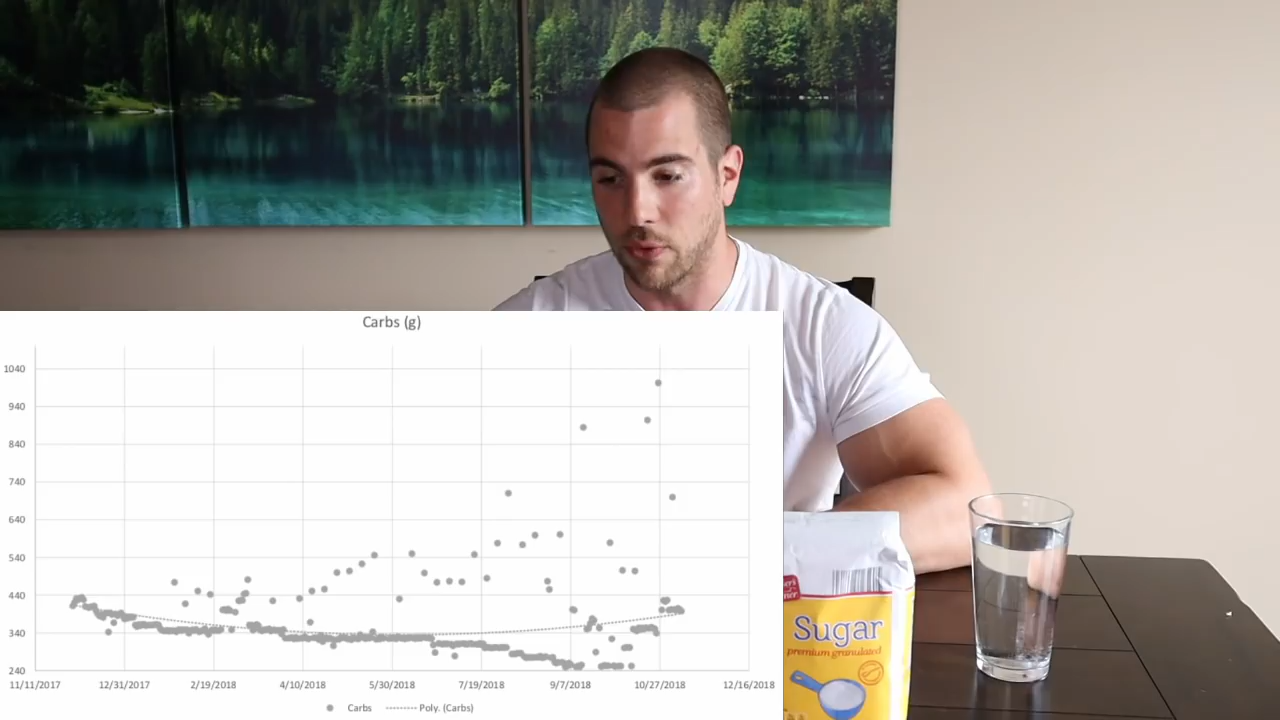 Carbs (g)
1040
940
840
740
640
540
440
340
240
11/11/2017 12/31/2017 2/19/2018 4/10/2018 5/30/2018 7/19/2018 9/7/2018 10/27/2018 12/16/2018
Carbs Poly. (Carbs)
Sugar
premium granulated